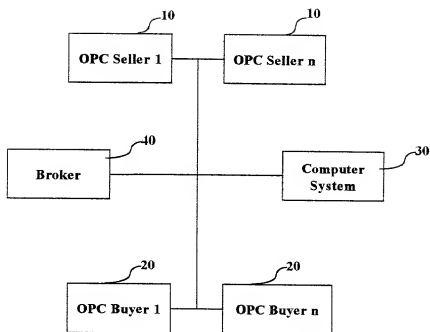 10
10
OPC Seller 1
OPC Seller n
40
30
Broker
Computer
System
20
20
OPC Buyer 1
OPC Buyer n